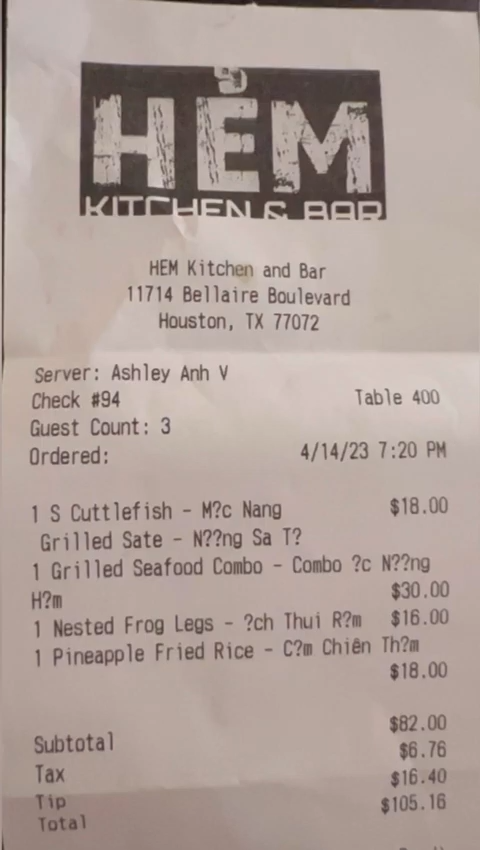 HẺM
KITCHEN & BAR
HEM Kitchen and Bar
11714 Bellaire Boulevard
Houston, TX 77072
Server: Ashley Anh V
Check #94 Table 400
Guest Count: 3
Ordered: 4/14/23 7:20 PM
1 S Cuttlefish - M?c Nang $18.00
Grilled Sate - N??ng Sa T?
1 Grilled Seafood Combo - Combo ?c N??ng
H?m $30.00
1 Nested Frog Legs - ?ch Thui R?m $16.00
1 Pineapple Fried Rice - C?m Chiên Th?m
$18.00
Subtotal $82.00
Tax $6.76
Tip $16.40
Total $105.16